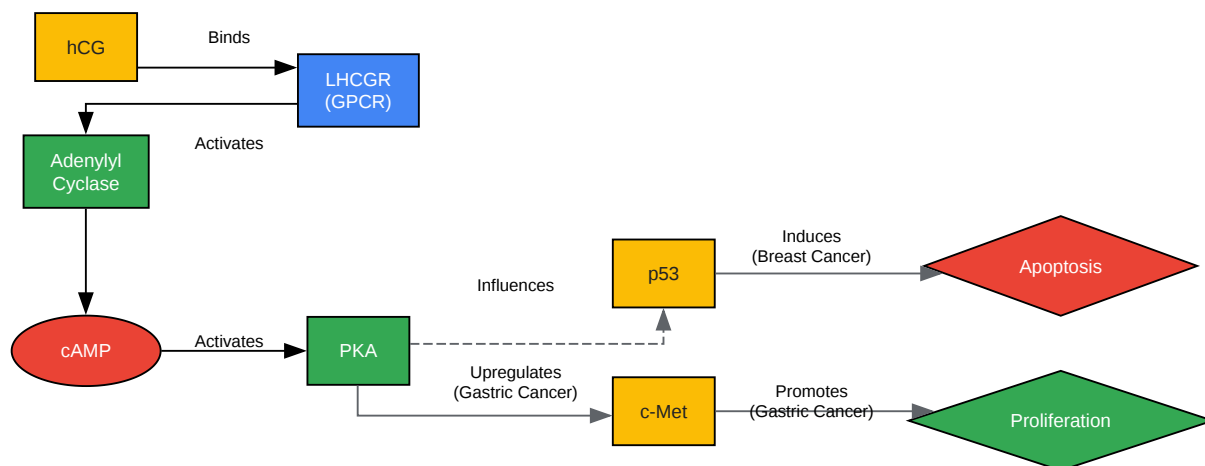 hCG
Binds
LHCGR
(GPCR)
Activates
Adenylyl
Cyclase
cAMP
Activates
PKA
Influences
p53
Induces
(Breast Cancer)
Apoptosis
Upregulates
(Gastric Cancer)
c-Met
Promotes
(Gastric Cancer)
Proliferation